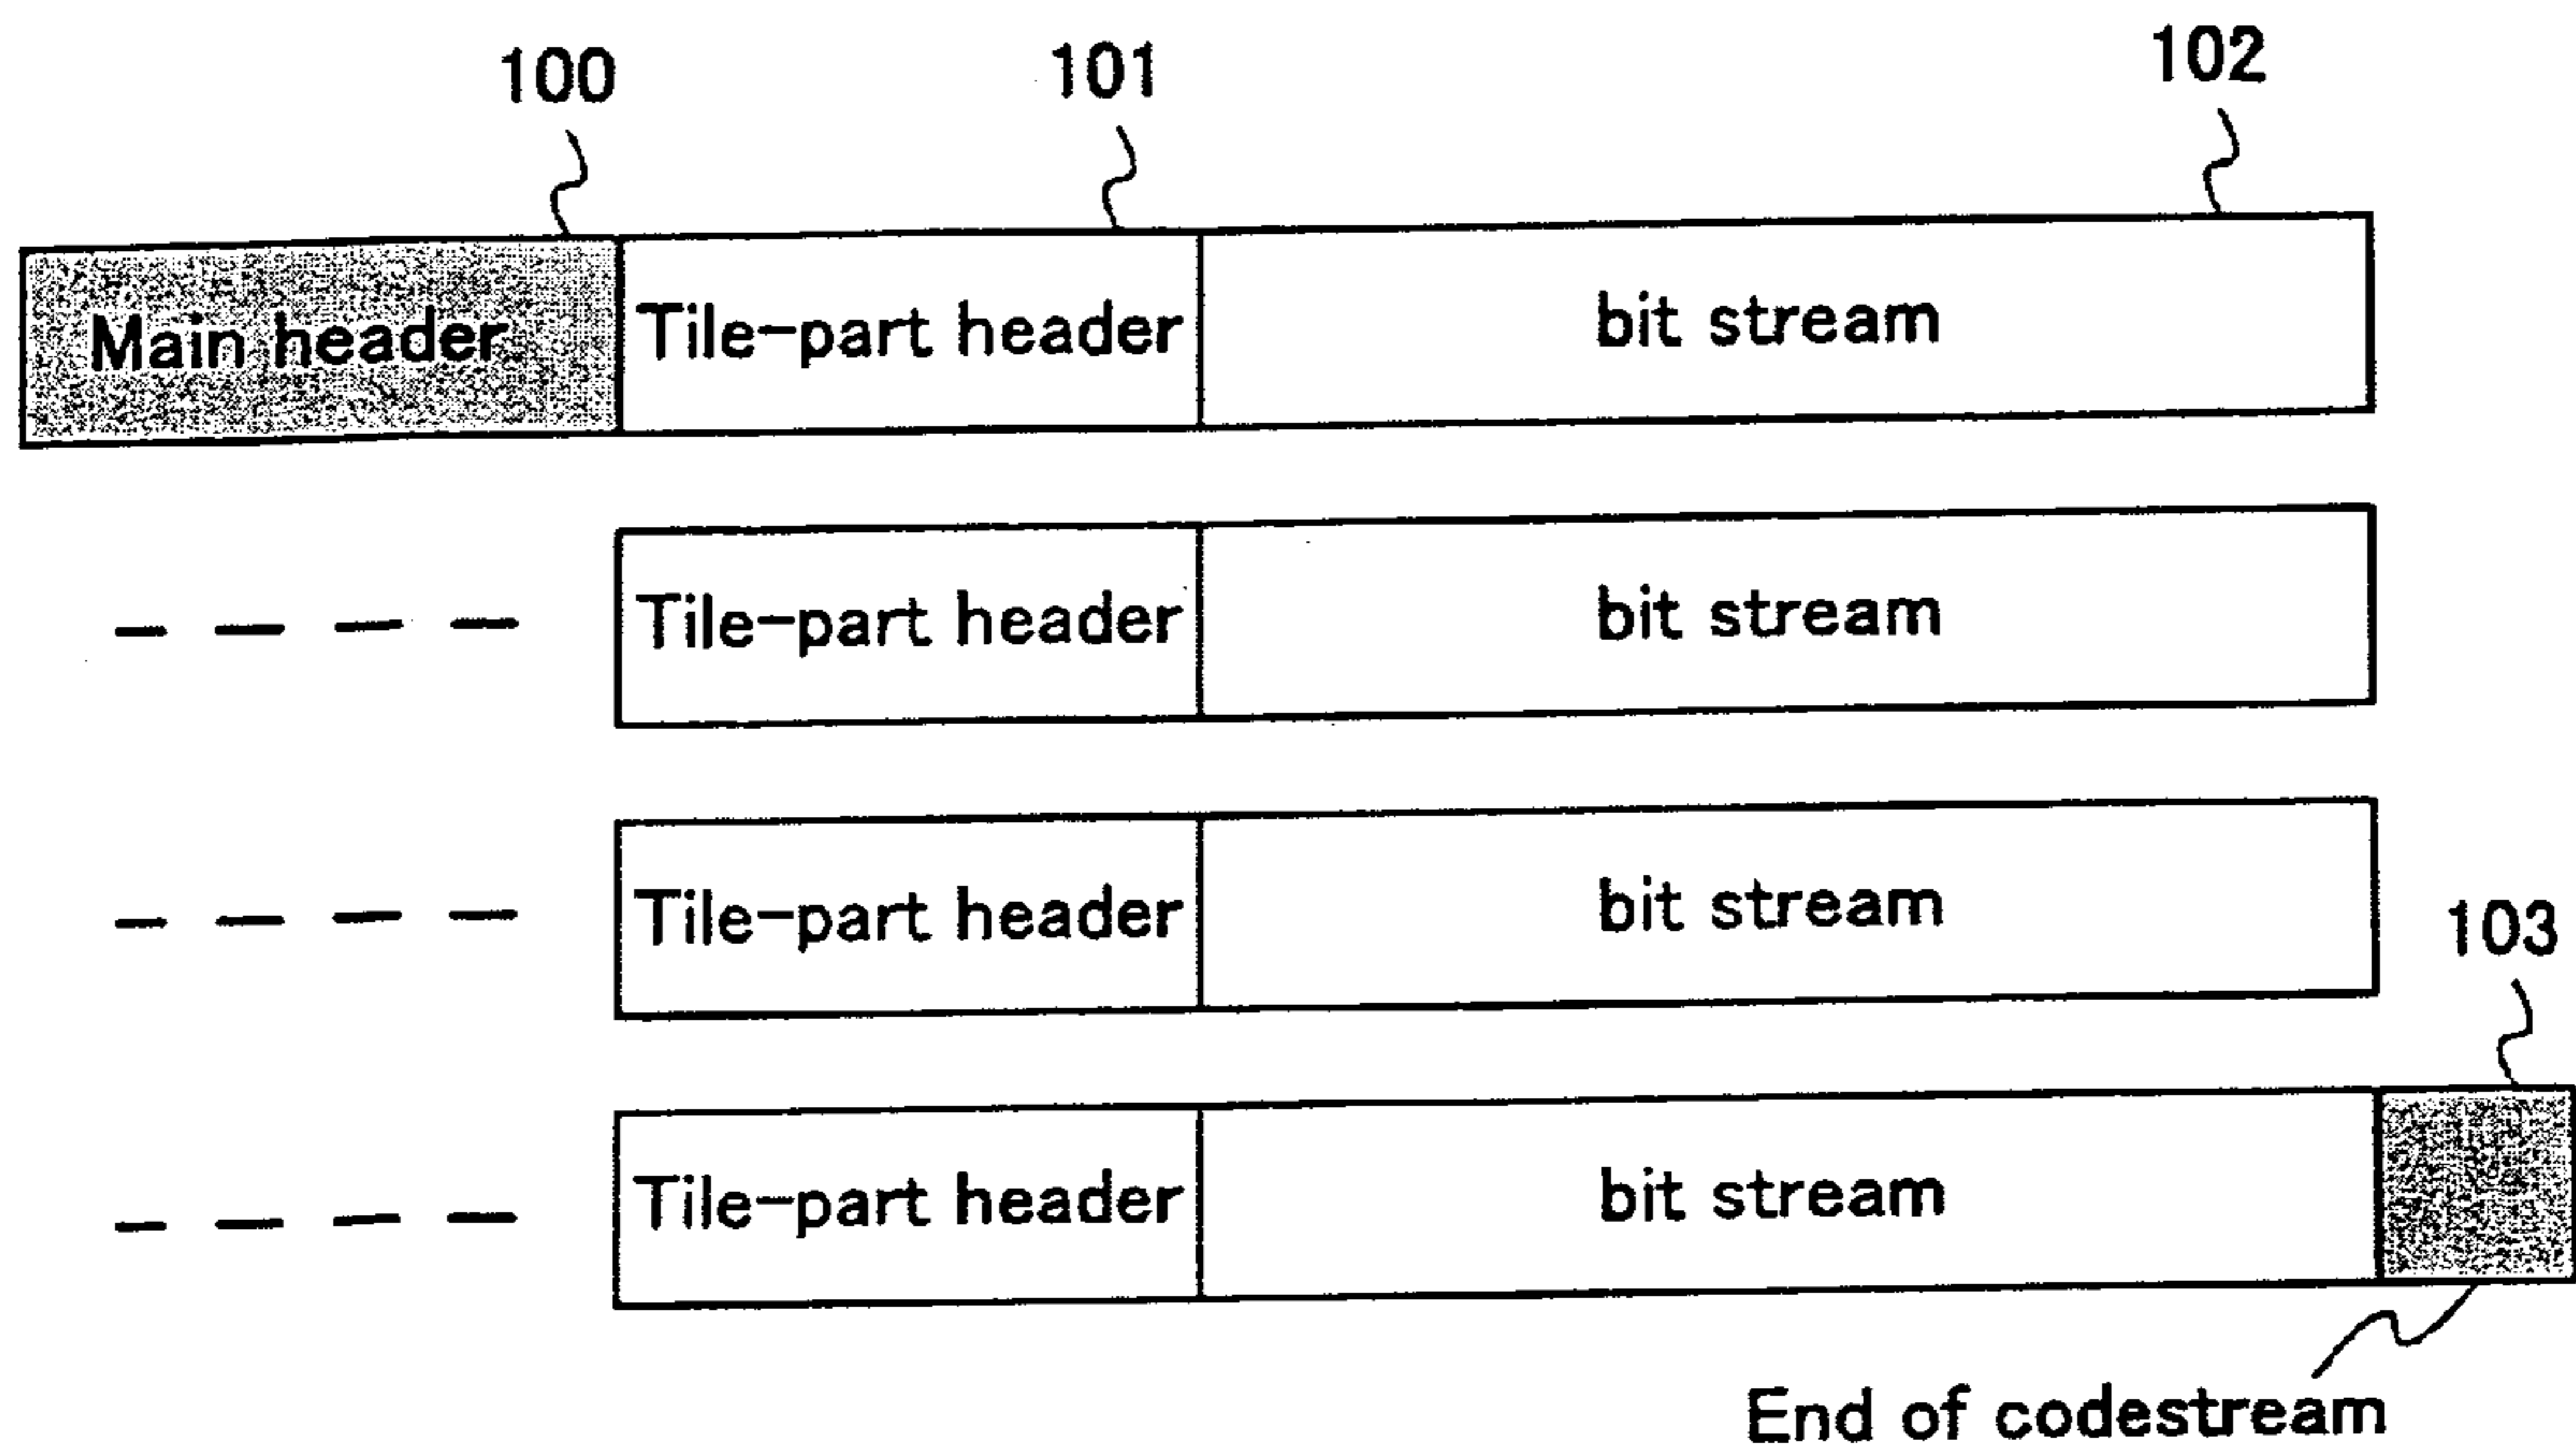 100 101 102
Main header Tile-part header bit stream
Tile-part header bit stream
Tile-part header bit stream
103
Tile-part header bit stream
End of codestream